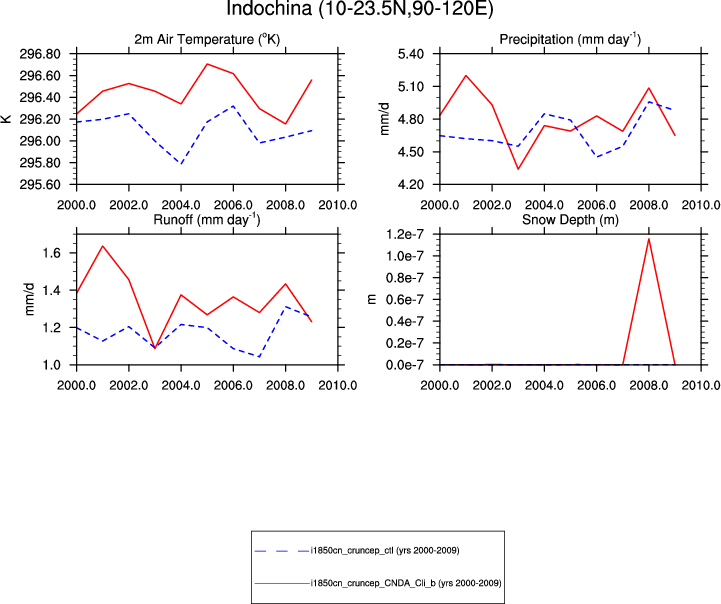 Indochina (10-23.5N,90-120E)
2m Air Temperature (°K)
296.80
296.60
296.40
296.20
296.00
295.80
295.60
K
2000.0 2002.0 2004.0 2006.0 2008.0 2010.0
Precipitation (mm day-1)
5.40
5.10
4.80
4.50
4.20
mm/d
2000.0 2002.0 2004.0 2006.0 2008.0 2010.0
Runoff (mm day-1)
1.6
1.4
1.2
1.0
mm/d
2000.0 2002.0 2004.0 2006.0 2008.0 2010.0
Snow Depth (m)
1.2e-7
1.0e-7
0.8e-7
0.6e-7
0.4e-7
0.2e-7
0.0e-7
m
2000.0 2002.0 2004.0 2006.0 2008.0 2010.0
i1850cn_cruncep_ctl (yrs 2000-2009)
i1850cn_cruncep_CNDA_Cli_b (yrs 2000-2009)